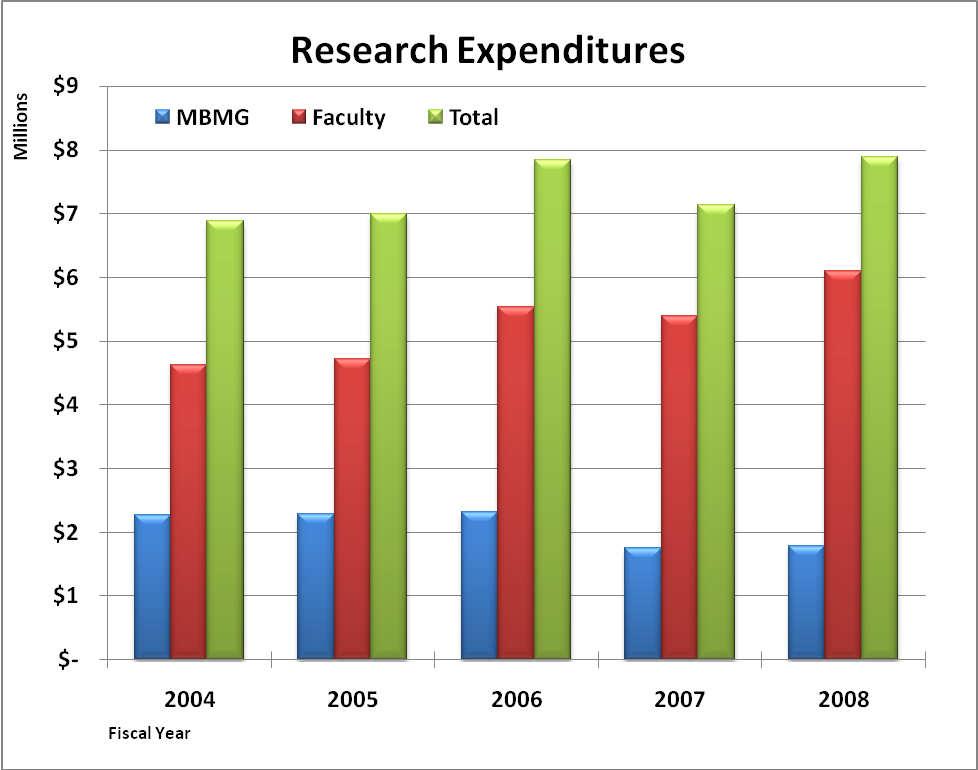 Research Expenditures
Millions
$9
MBMG Faculty Total
$8
$7
$6
$5
$4
$3
$2
$1
$-
2004 2005 2006 2007 2008
Fiscal Year